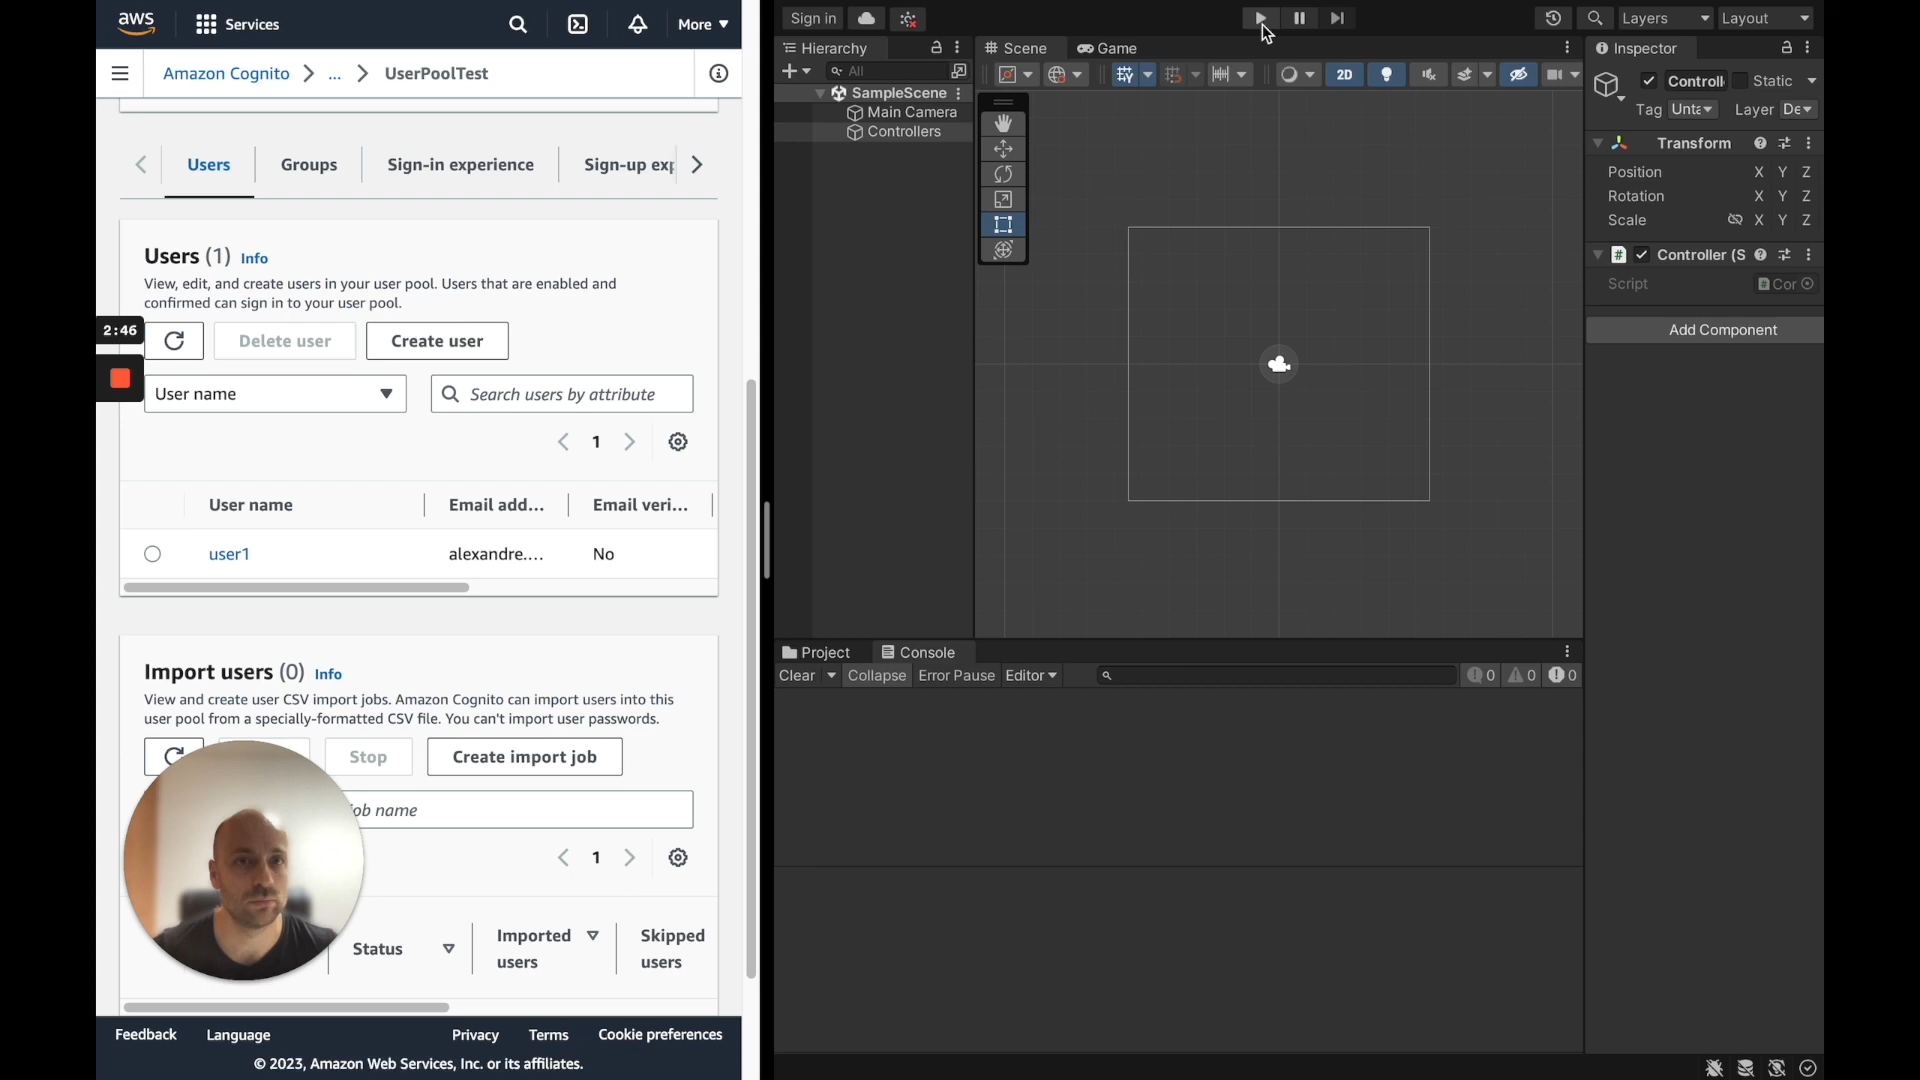 aws
Services
More
Amazon Cognito
...
UserPoolTest
Users
Groups
Sign-in experience
Sign-up exp
Users (1) Info
View, edit, and create users in your user pool. Users that are enabled and
confirmed can sign in to your user pool.
2:46
Delete user
Create user
User name
Search users by attribute
1
User name
Email add...
Email veri...
user1
alexandre....
No
Import users (0) Info
View and create user CSV import jobs. Amazon Cognito can import users into this
user pool from a specially-formatted CSV file. You can't import user passwords.
Stop
Create import job
job name
1
Status
Imported
users
Skipped
users
Feedback
Language
Privacy
Terms
Cookie preferences
© 2023, Amazon Web Services, Inc. or its affiliates.
Sign in
Layers
Layout
Hierarchy
All
SampleScene
Main Camera
Controllers
Scene
Game
2D
Inspector
Controll
Static
Tag
Unta
Layer
De
Transform
Position
X Y Z
Rotation
X Y Z
Scale
X Y Z
Controller (S
Script
Cor
Add Component
Project
Console
Clear
Collapse
Error Pause
Editor
0
0
0